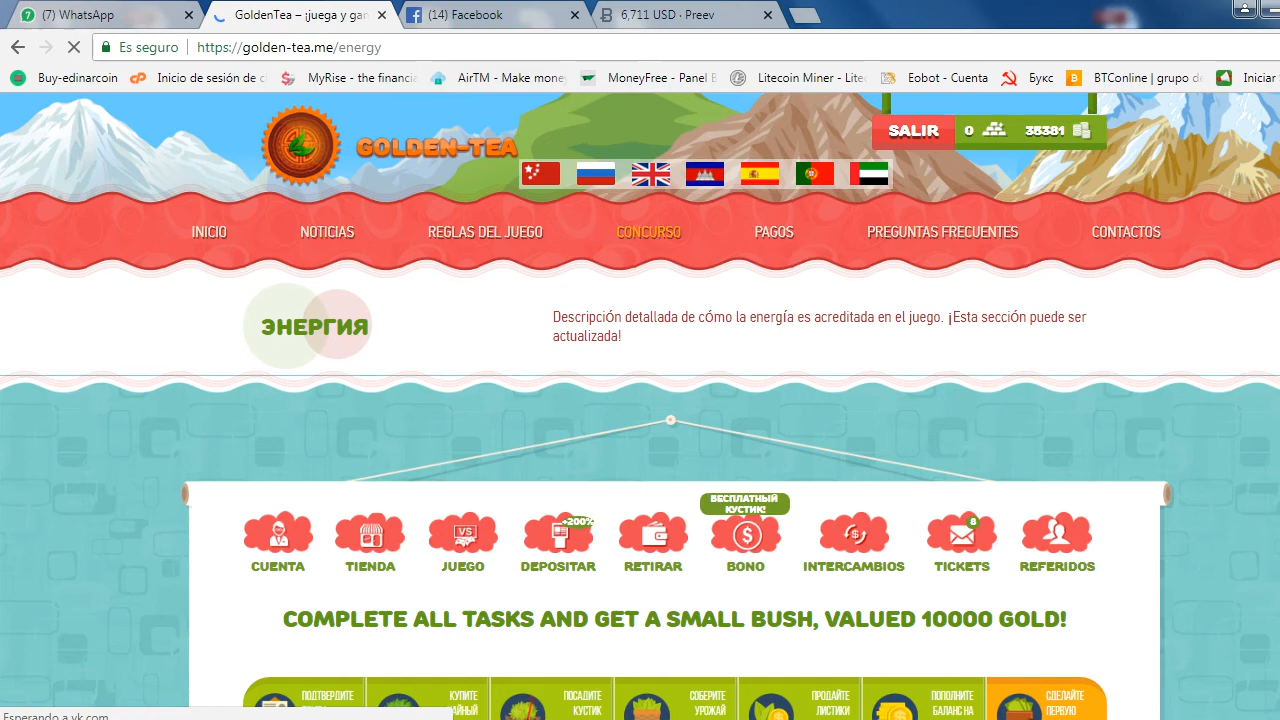 (7) WhatsApp
GoldenTea – ¡juega y gan
(14) Facebook
6,711 USD · Preev
Es seguro
https://golden-tea.me/energy
Buy-edinarcoin
Inicio de sesión de c
MyRise - the financia
AirTM - Make money
MoneyFree - Panel B
Litecoin Miner - Lite
Eobot - Cuenta
Букс
BTConline | grupo de
Iniciar
GOLDEN-TEA
SALIR
0
35381
INICIO
NOTICIAS
REGLAS DEL JUEGO
CONCURSO
PAGOS
PREGUNTAS FRECUENTES
CONTACTOS
ЭНЕРГИЯ
Descripción detallada de cómo la energía es acreditada en el juego. ¡Esta sección puede ser
actualizada!
БЕСПЛАТНЫЙ
КУСТИК!
VS
+200%
8
CUENTA
TIENDA
JUEGO
DEPOSITAR
RETIRAR
BONO
INTERCAMBIOS
TICKETS
REFERIDOS
COMPLETE ALL TASKS AND GET A SMALL BUSH, VALUED 10000 GOLD!
ПОДТВЕРДИТЕ
КУПИТЕ
ПОСАДИТЕ
КУСТИК
СОБЕРИТЕ
УРОЖАЙ
ПРОДАЙТЕ
ЛИСТИКИ
ПОПОЛНИТЕ
БАЛАНС НА
СДЕЛАЙТЕ
ПЕРВУЮ
Esperando a vk.com